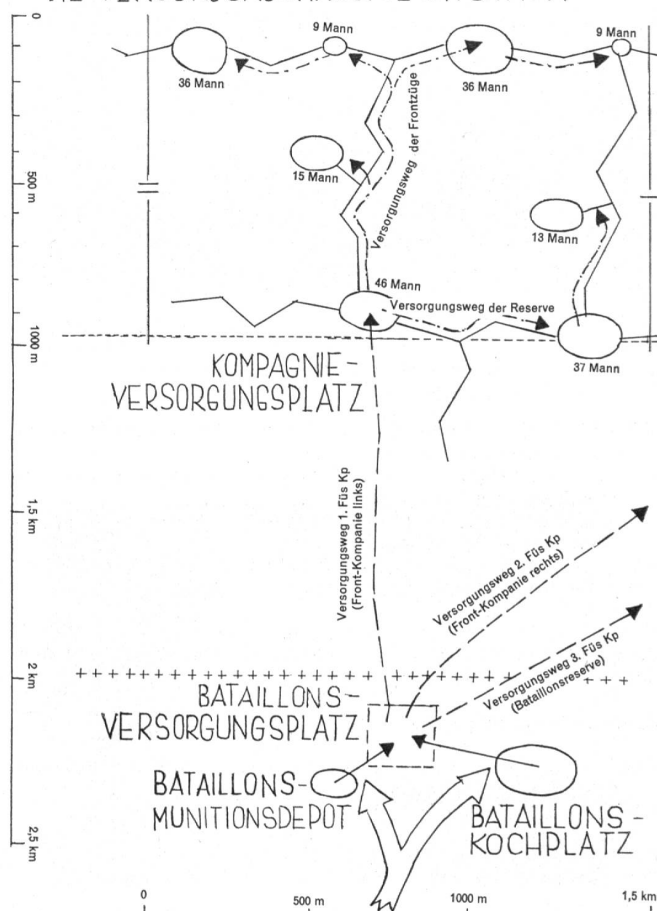 0
9 Mann
9 Mann
36 Mann
36 Mann
Versorgungsweg der Frontzüge
15 Mann
500 m
13 Mann
46 Mann
Versorgungsweg der Reserve
1000 m
37 Mann
KOMPAGNIE-
VERSORGUNGSPLATZ
Versorgungsweg 1. Füs Kp
(Front-Kompanie links)
1,5 km
Versorgungsweg 2. Füs Kp
(Front-Kompanie rechts)
Versorgungsweg 3. Füs Kp
(Bataillonsreserve)
2 km
BATAILLONS-
VERSORGUNGSPLATZ
BATAILLONS-
MUNITIONSDEPOT
BATAILLONS-
KOCHPLATZ
2,5 km
0
500 m
1000 m
1,5 km